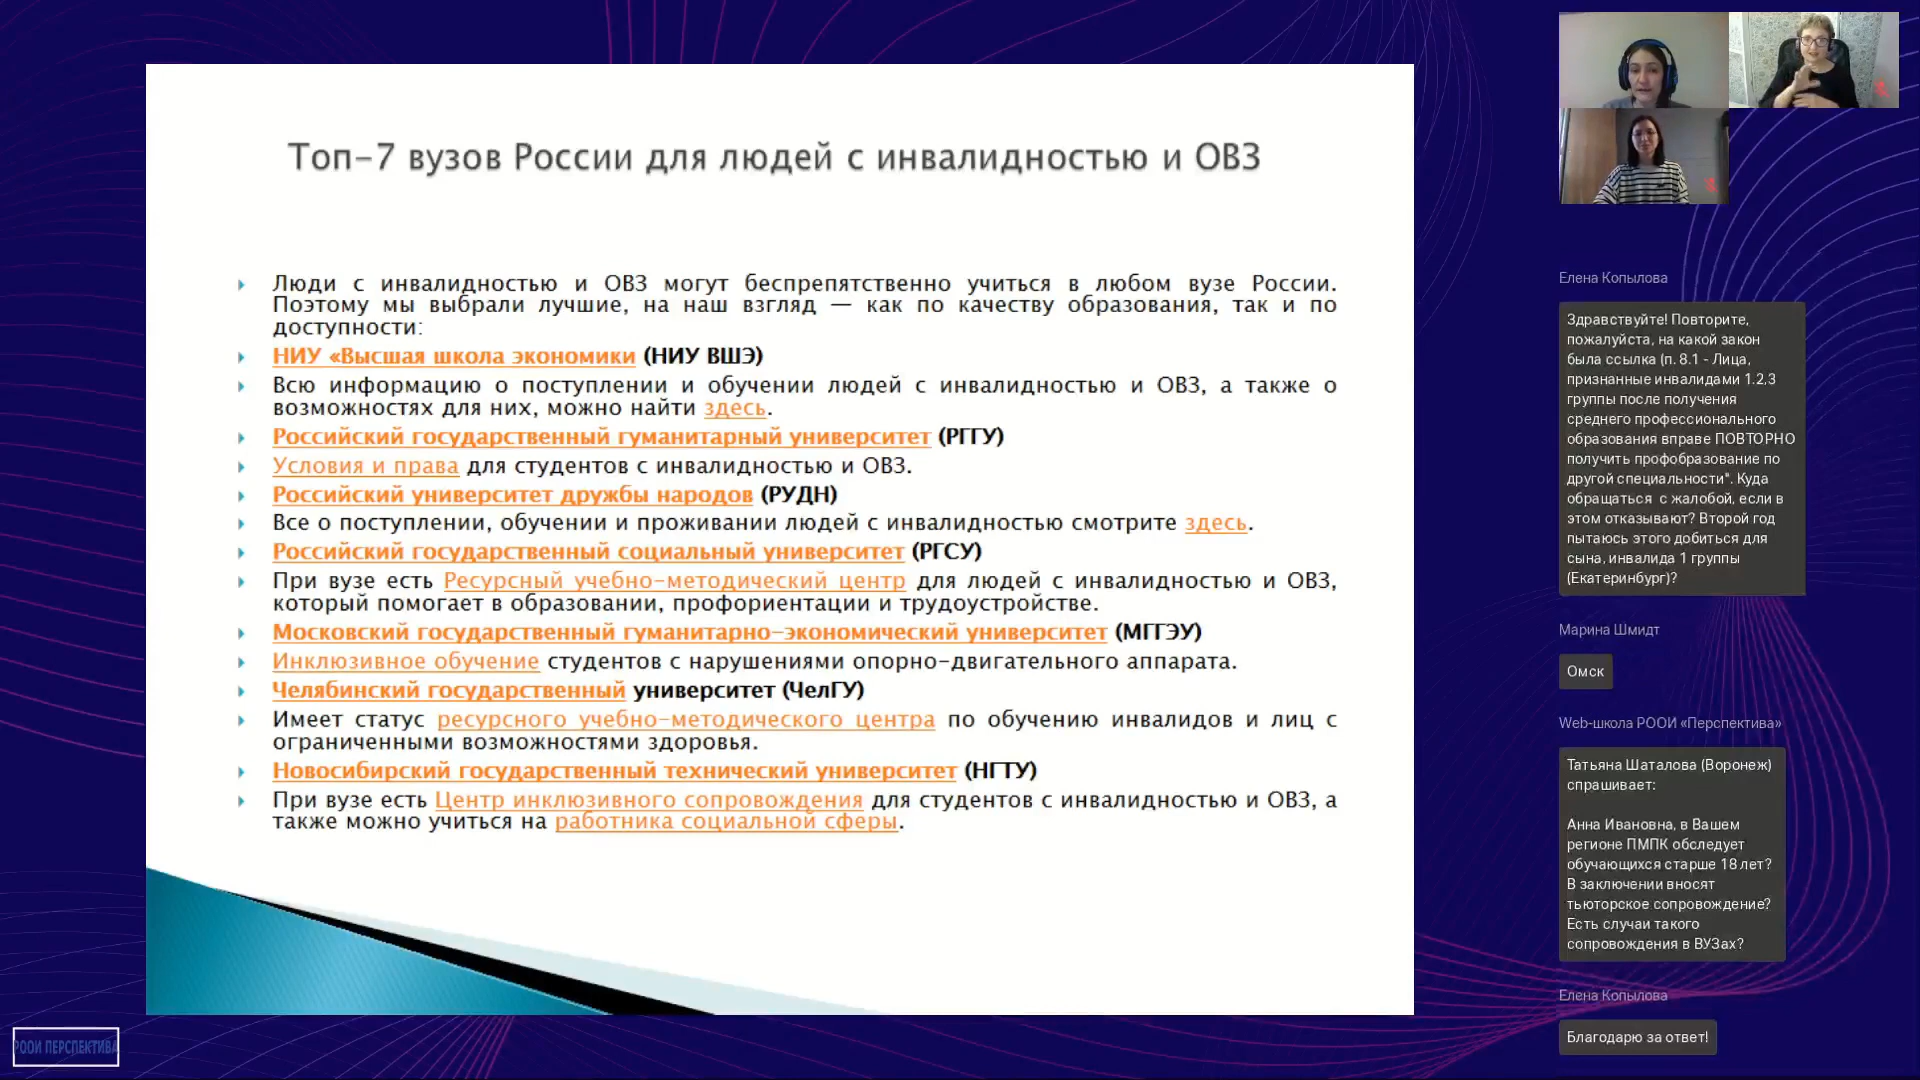 Топ-7 вузов России для людей с инвалидностью и ОВЗ
Люди с инвалидностью и ОВЗ могут беспрепятственно учиться в любом вузе России.
Поэтому мы выбрали лучшие, на наш взгляд — как по качеству образования, так и по
доступности:
НИУ «Высшая школа экономики (НИУ ВШЭ)
Всю информацию о поступлении и обучении людей с инвалидностью и ОВЗ, а также о
возможностях для них, можно найти здесь.
Российский государственный гуманитарный университет (РГГУ)
Условия и права для студентов с инвалидностью и ОВЗ.
Российский университет дружбы народов (РУДН)
Все о поступлении, обучении и проживании людей с инвалидностью смотрите здесь.
Российский государственный социальный университет (РГСУ)
При вузе есть Ресурсный учебно-методический центр для людей с инвалидностью и ОВЗ,
который помогает в образовании, профориентации и трудоустройстве.
Московский государственный гуманитарно-экономический университет (МГГЭУ)
Инклюзивное обучение студентов с нарушениями опорно-двигательного аппарата.
Челябинский государственный университет (ЧелГУ)
Имеет статус ресурсного учебно-методического центра по обучению инвалидов и лиц с
ограниченными возможностями здоровья.
Новосибирский государственный технический университет (НГТУ)
При вузе есть Центр инклюзивного сопровождения для студентов с инвалидностью и ОВЗ, а
также можно учиться на работника социальной сферы.
Елена Копылова
Здравствуйте! Повторите,
пожалуйста, на какой закон
была ссылка (п. 8.1 - Лица,
признанные инвалидами 1.2,3
группы после получения
среднего профессионального
образования вправе ПОВТОРНО
получить профобразование по
другой специальности". Куда
обращаться с жалобой, если в
этом отказывают? Второй год
пытаюсь этого добиться для
сына, инвалида 1 группы
(Екатеринбург)?
Марина Шмидт
Омск
Web-школа РООИ «Перспектива»
Татьяна Шаталова (Воронеж)
спрашивает:
Анна Ивановна, в Вашем
регионе ПМПК обследует
обучающихся старше 18 лет?
В заключении вносят
тьюторское сопровождение?
Есть случаи такого
сопровождения в ВУЗах?
Елена Копылова
Благодарю за ответ!
РООИ ПЕРСПЕКТИВА